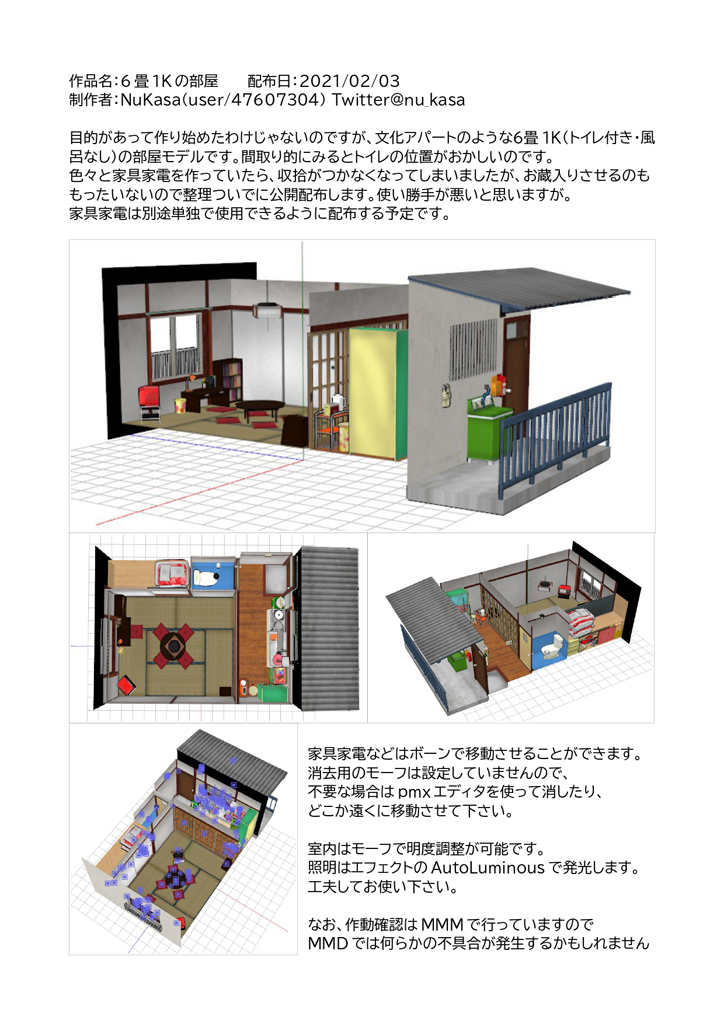 作品名：６畳1Kの部屋　　配布日：2021/02/03
制作者：NuKasa(user/47607304) Twitter@nu_kasa
目的があって作り始めたわけじゃないのですが、文化アパートのような6畳1K（トイレ付き・風
呂なし）の部屋モデルです。間取り的にみるとトイレの位置がおかしいのです。
色々と家具家電を作っていたら、収拾がつかなくなってしまいましたが、お蔵入りさせるのも
もったいないので整理ついでに公開配布します。使い勝手が悪いと思いますが。
家具家電は別途単独で使用できるように配布する予定です。
家具家電などはボーンで移動させることができます。
消去用のモーフは設定していませんので、
不要な場合はpmxエディタを使って消したり、
どこか遠くに移動させて下さい。
室内はモーフで明度調整が可能です。
照明はエフェクトのAutoLuminousで発光します。
工夫してお使い下さい。
なお、作動確認はMMMで行っていますので
MMDでは何らかの不具合が発生するかもしれません